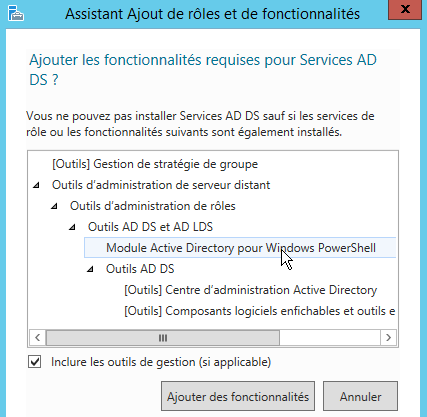 Assistant Ajout de rôles et de fonctionnalités
x
Ajouter les fonctionnalités requises pour Services AD
DS ?
Vous ne pouvez pas installer Services AD DS sauf si les services de
rôle ou les fonctionnalités suivants sont également installés.
[Outils] Gestion de stratégie de groupe
Outils d'administration de serveur distant
Outils d'administration de rôles
Outils AD DS et AD LDS
Module Active Directory pour Windows PowerShell
Outils AD DS
[Outils] Centre d'administration Active Directory
[Outils] Composants logiciels enfichables et outils e
Inclure les outils de gestion (si applicable)
Ajouter des fonctionnalités
Annuler